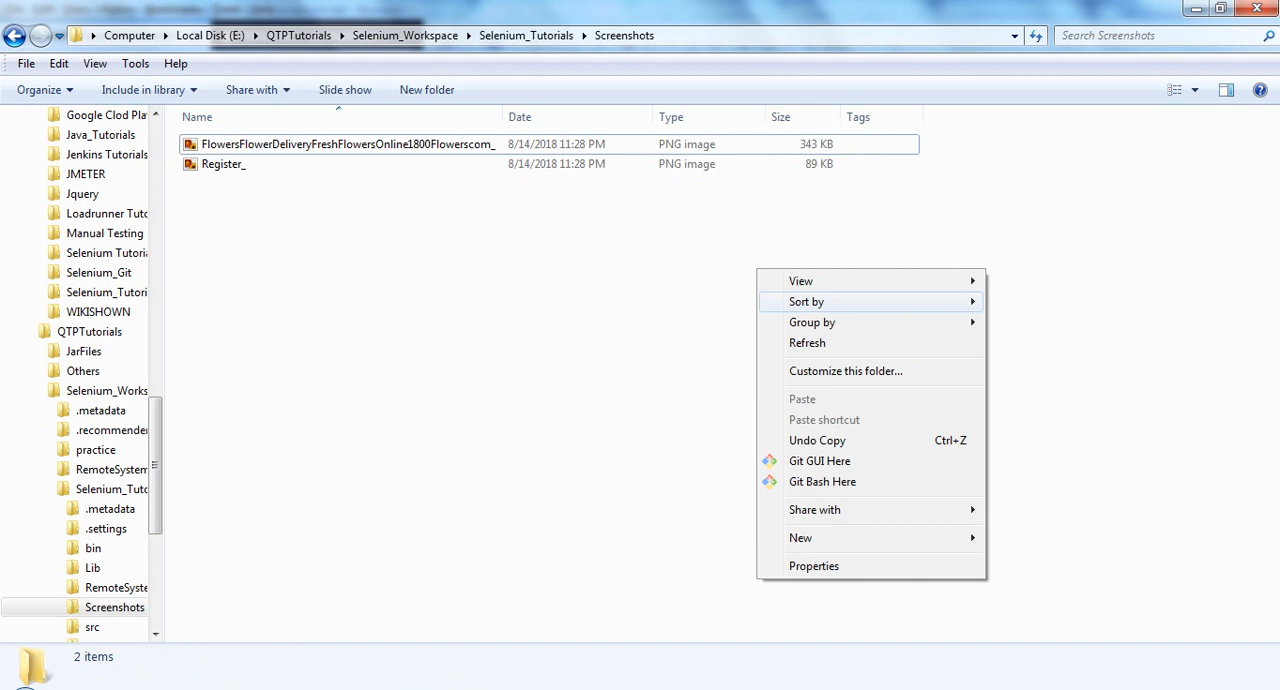 Computer Local Disk (E:) QTPTutorials Selenium_Workspace Selenium_Tutorials Screenshots
Search Screenshots
File Edit View Tools Help
Organize Include in library Share with Slide show New folder
Google Clod Pla
Java_Tutorials
Jenkins Tutorials
JMETER
Jquery
Loadrunner Tuto
Manual Testing
Selenium Tutori
Selenium_Git
Selenium_Tutori
WIKISHOWN
QTPTutorials
JarFiles
Others
Selenium_Works
.metadata
.recommender
practice
RemoteSystem
Selenium_Tuto
.metadata
.settings
bin
Lib
RemoteSyste
Screenshots
src
Name Date Type Size Tags
FlowersFlowerDeliveryFreshFlowersOnline1800Flowerscom_ 8/14/2018 11:28 PM PNG image 343 KB
Register_ 8/14/2018 11:28 PM PNG image 89 KB
View
Sort by
Group by
Refresh
Customize this folder...
Paste
Paste shortcut
Undo Copy Ctrl+Z
Git GUI Here
Git Bash Here
Share with
New
Properties
2 items